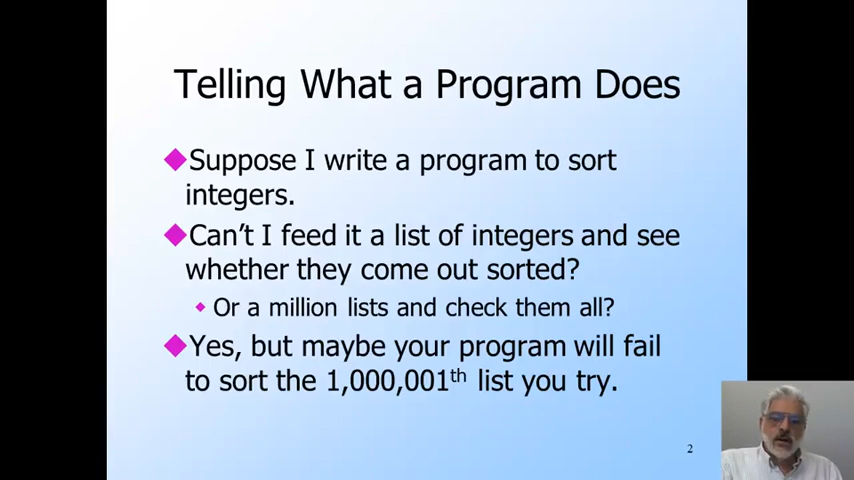 Telling What a Program Does
Suppose I write a program to sort
integers.
Can't I feed it a list of integers and see
whether they come out sorted?
Or a million lists and check them all?
Yes, but maybe your program will fail
to sort the 1,000,001th list you try.
2